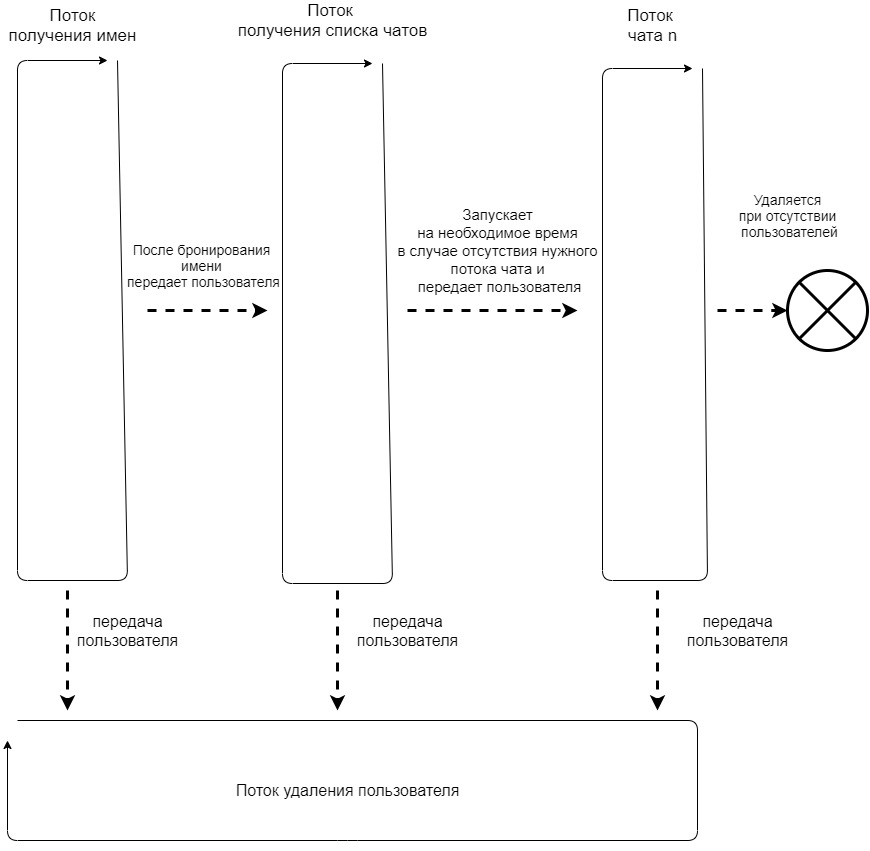 Поток
получения имен
Поток
получения списка чатов
Поток
чата n
После бронирования
имени
передает пользователя
Запускает
на необходимое время
в случае отсутствия нужного
потока чата и
передает пользователя
Удаляется
при отсутствии
пользователей
передача
пользователя
передача
пользователя
передача
пользователя
Поток удаления пользователя